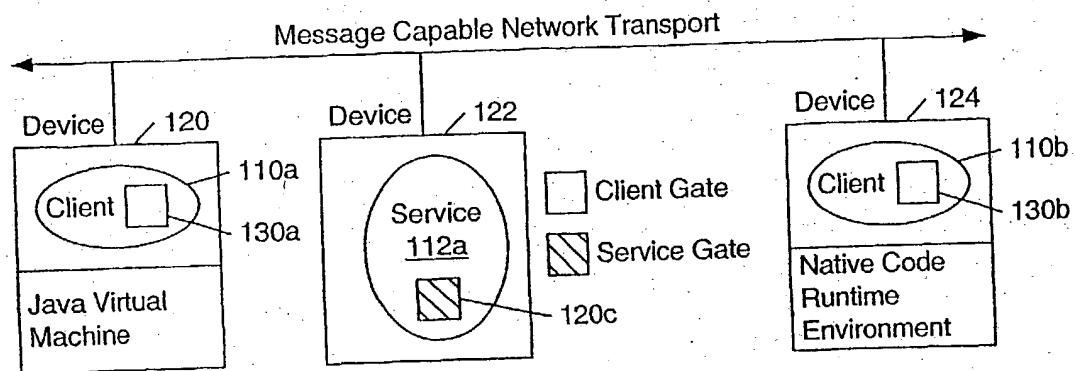 Message Capable Network Transport
Device
120
Device
122
Device
124
Client
110a
130a
Java Virtual
Machine
Service
112a
120c
Client Gate
Service Gate
Client
110b
130b
Native Code
Runtime
Environment